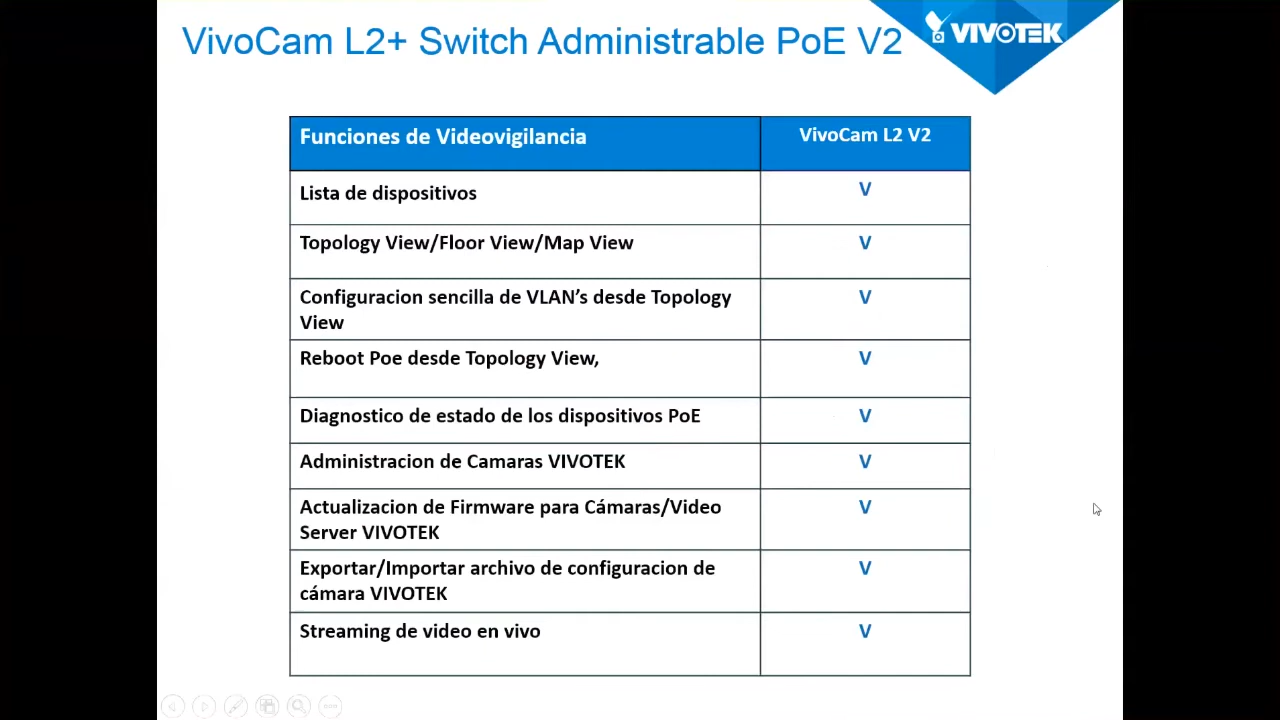 VivoCam L2+ Switch Administrable PoE V2
VIVOTEK
Funciones de Videovigilancia
VivoCam L2 V2
Lista de dispositivos
V
Topology View/Floor View/Map View
V
Configuracion sencilla de VLAN’s desde Topology
View
V
Reboot Poe desde Topology View,
V
Diagnostico de estado de los dispositivos PoE
V
Administracion de Camaras VIVOTEK
V
Actualizacion de Firmware para Cámaras/Video
Server VIVOTEK
V
Exportar/Importar archivo de configuracion de
cámara VIVOTEK
V
Streaming de video en vivo
V